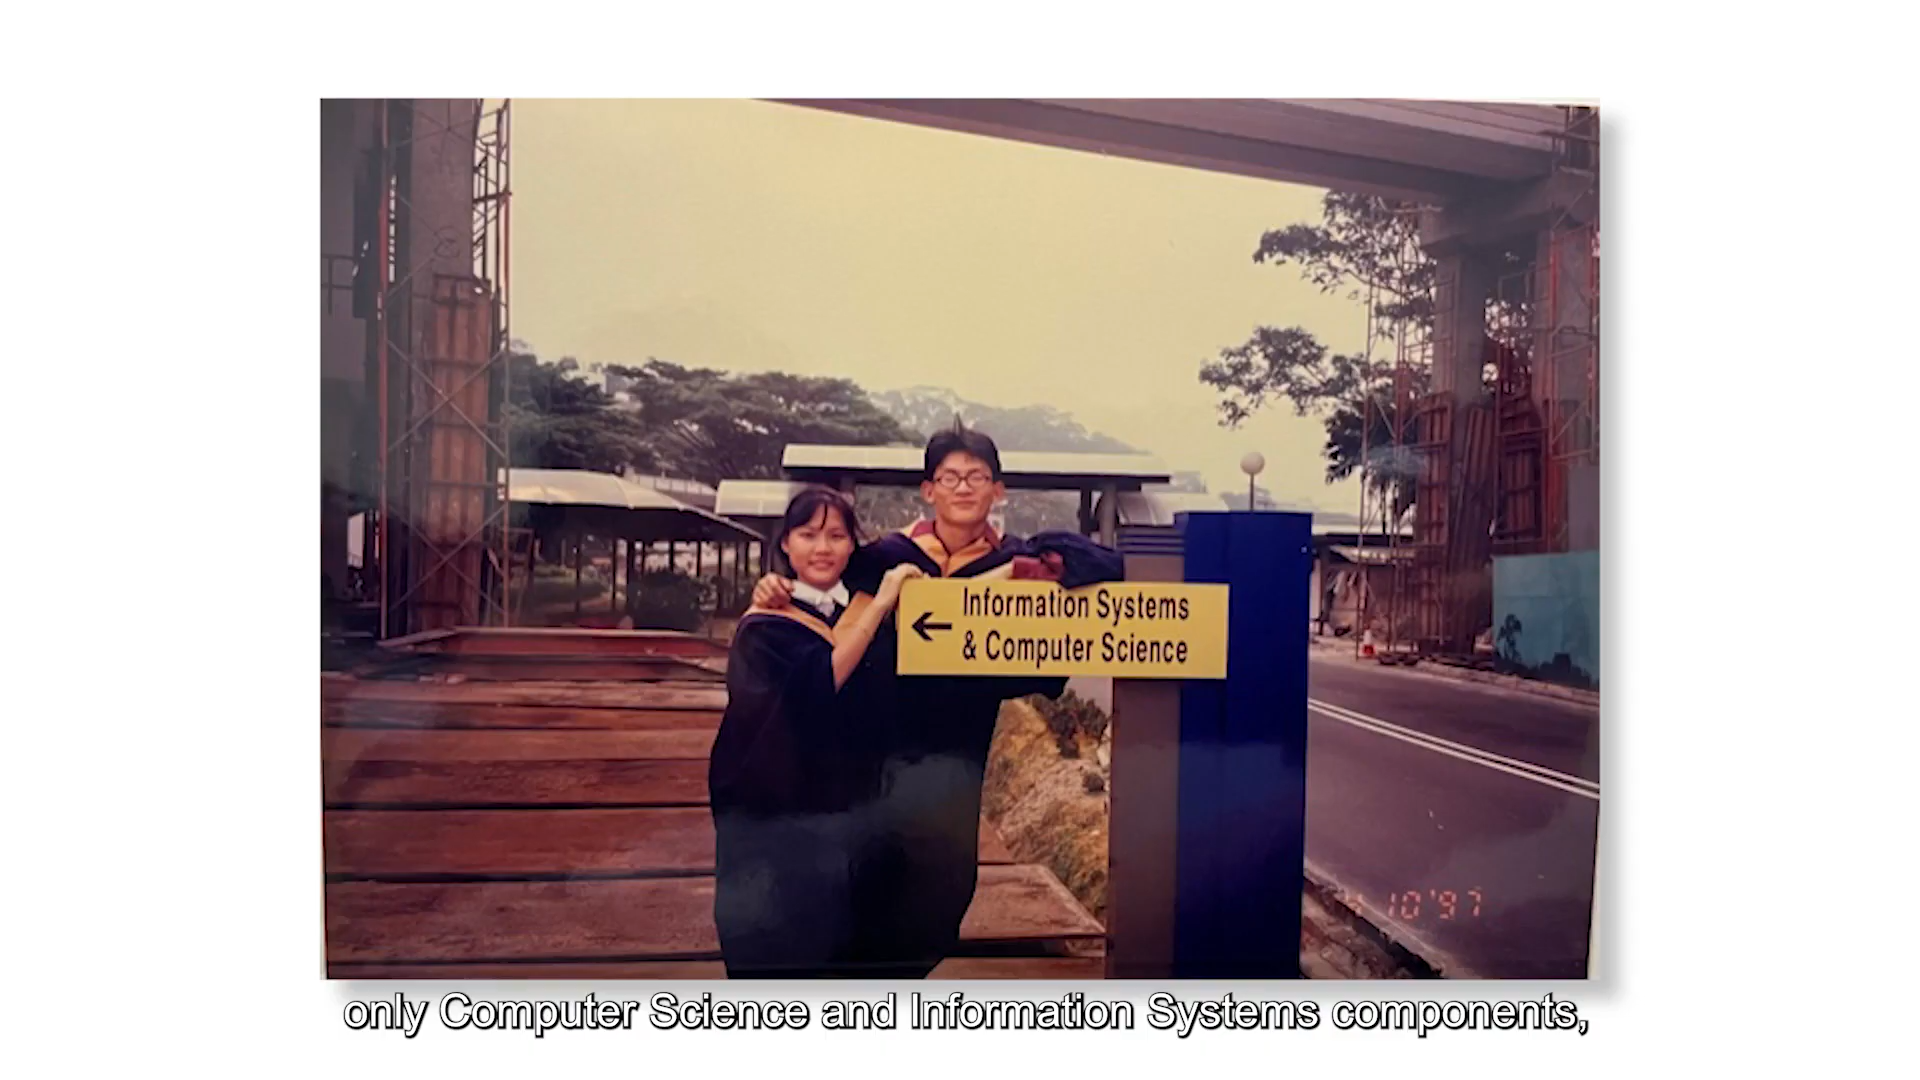 Information Systems
& Computer Science
10 '97
only Computer Science and Information Systems components,